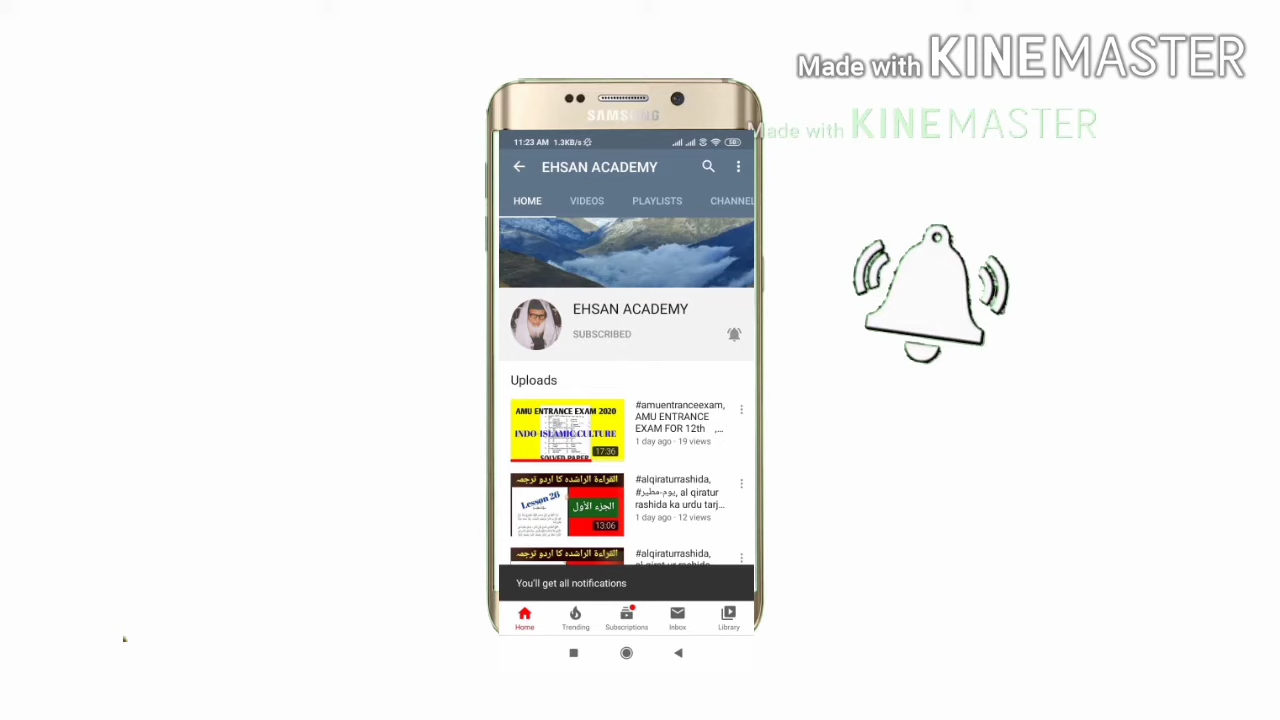 Made with KINEMASTER
Made with KINEMASTER
SAMSUNG
11:23 AM 1.3KB/s
EHSAN ACADEMY
HOME VIDEOS PLAYLISTS CHANNEL
EHSAN ACADEMY
SUBSCRIBED
Uploads
AMU ENTRANCE EXAM 2020
INDO-ISLAMIC CULTURE
SOLVED PAPER
17:36
#amuentranceexam,
AMU ENTRANCE
EXAM FOR 12th ,...
1 day ago · 19 views
القراءة الراشدہ کا اردو ترجمہ
Lesson 26
الجزء الأول
13:06
#alqiraturrashida,
#يوم-مطير, al qiratur
rashida ka urdu tarj...
1 day ago · 12 views
القراءة الراشدہ کا اردو ترجمہ
#alqiraturrashida,
You'll get all notifications
Home Trending Subscriptions Inbox Library